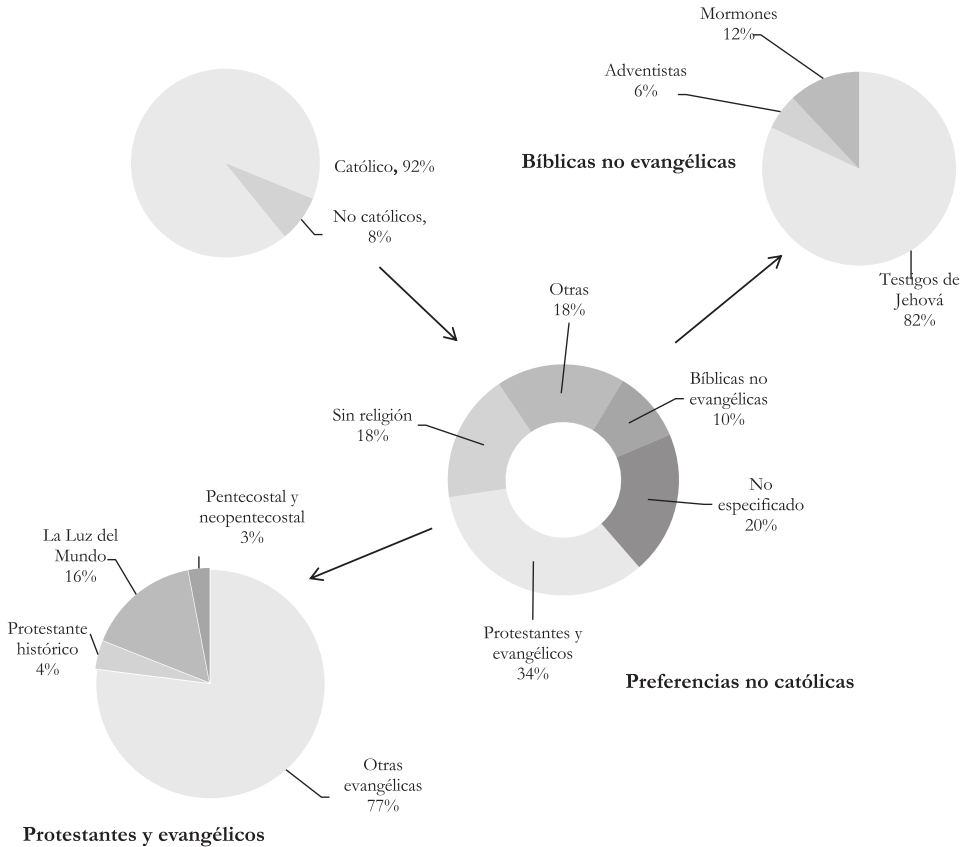 Mormones
12%
Adventistas
6%
Bíblicas no evangélicas
Testigos de
Jehová
82%
Católico, 92%
No católicos,
8%
Otras
18%
Bíblicas no
evangélicas
10%
Sin religión
18%
No
especificado
20%
Protestantes y
evangélicos
34%
Preferencias no católicas
Pentecostal y
neopentecostal
3%
La Luz del
Mundo
16%
Protestante
histórico
4%
Otras
evangélicas
77%
Protestantes y evangélicos